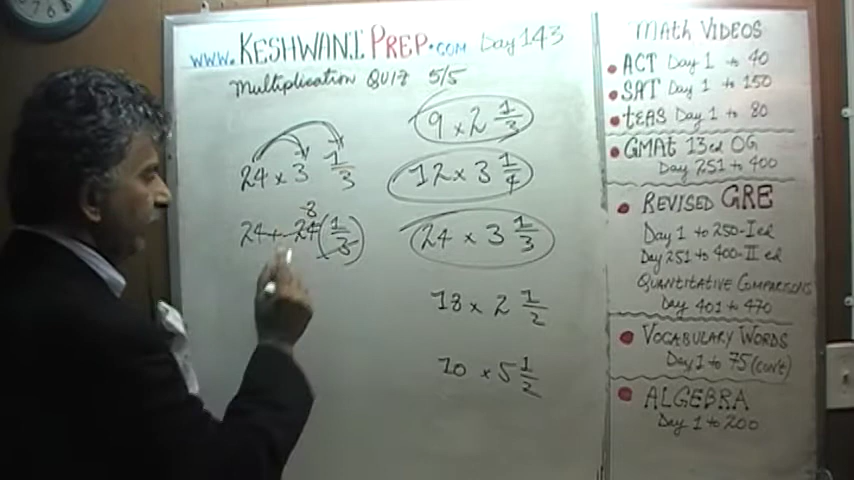 www.KESHWANIPREP.COM Day 143
Multiplication QUIZ 5/5
9 x 2 1/3
24 x 3 1/3
12 x 3 1/4
8
24 + 24(1/3)
24 x 3 1/3
18 x 2 1/2
10 x 5 1/2
MATH VIDEOS
ACT Day 1 to 40
SAT Day 1 to 150
tEAS Day 1 to 80
GMAt 13ed OG
Day 251 to 400
REVISED GRE
Day 1 to 250-I ed
Day 251 to 400-II ed
QUANTITATIVE COMPARISONS
Day 401 to 470
VOCABULARY WORDS
Day 1 to 75 (con't)
ALGEBRA
Day 1 to 200